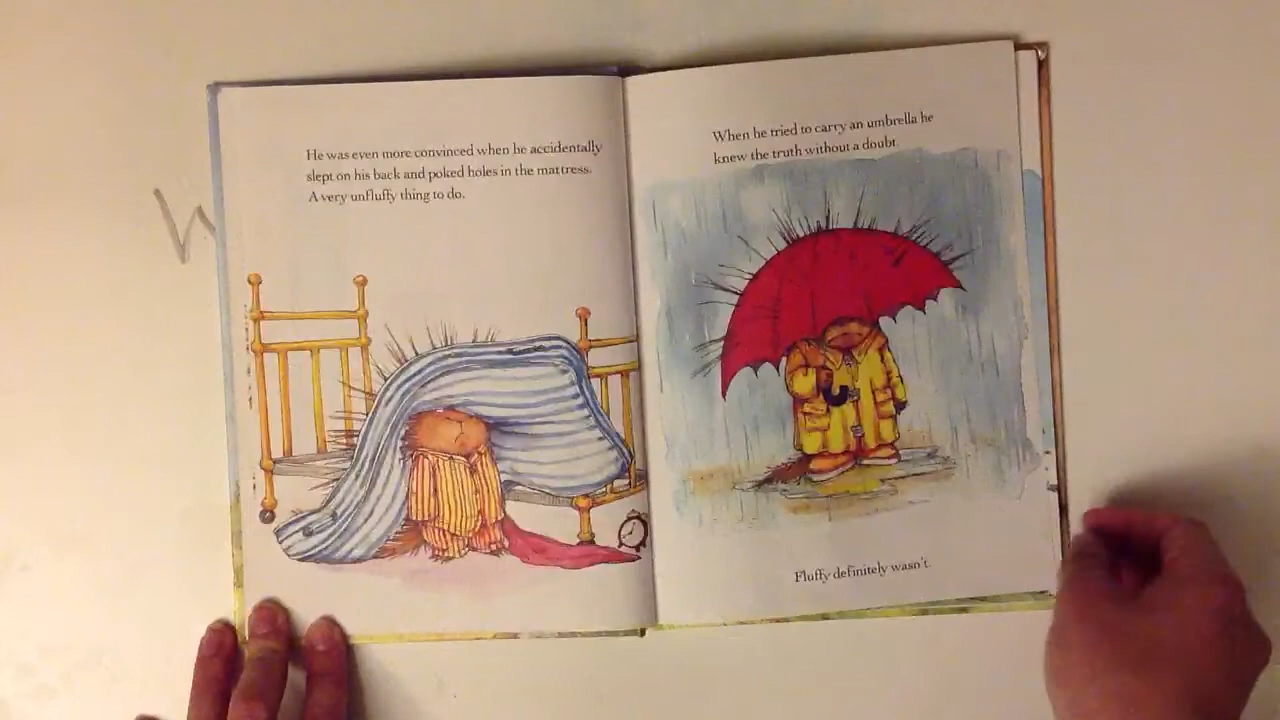 He was even more convinced when he accidentally
slept on his back and poked holes in the mattress.
A very unfluffy thing to do.
When he tried to carry an umbrella he
knew the truth without a doubt.
Fluffy definitely wasn't.